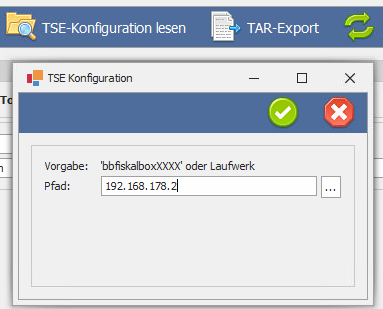 TSE-Konfiguration lesen
TAR-Export
TSE Konfiguration
Vorgabe: 'bbfiskalboxXXXX' oder Laufwerk
Pfad: 192.168.178.2 ...